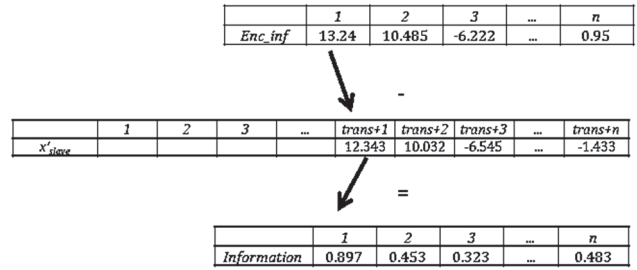 1 2 3 ... n
Enc_inf 13.24 10.485 -6.222 ... 0.95
-
1 2 3 ... trans+1 trans+2 trans+3 ... trans+n
x'slave 12.343 10.032 -6.545 ... -1.433
=
1 2 3 ... n
Information 0.897 0.453 0.323 ... 0.483